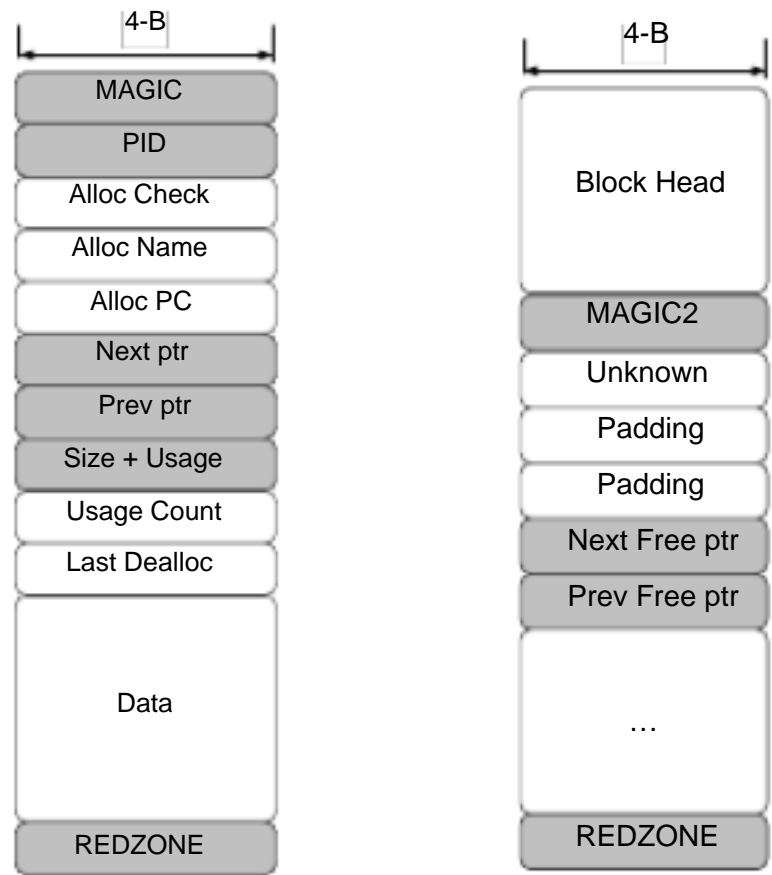 4-B
MAGIC
PID
Alloc Check
Alloc Name
Alloc PC
Next ptr
Prev ptr
Size + Usage
Usage Count
Last Dealloc
Data
REDZONE
4-B
Block Head
MAGIC2
Unknown
Padding
Padding
Next Free ptr
Prev Free ptr
…
REDZONE